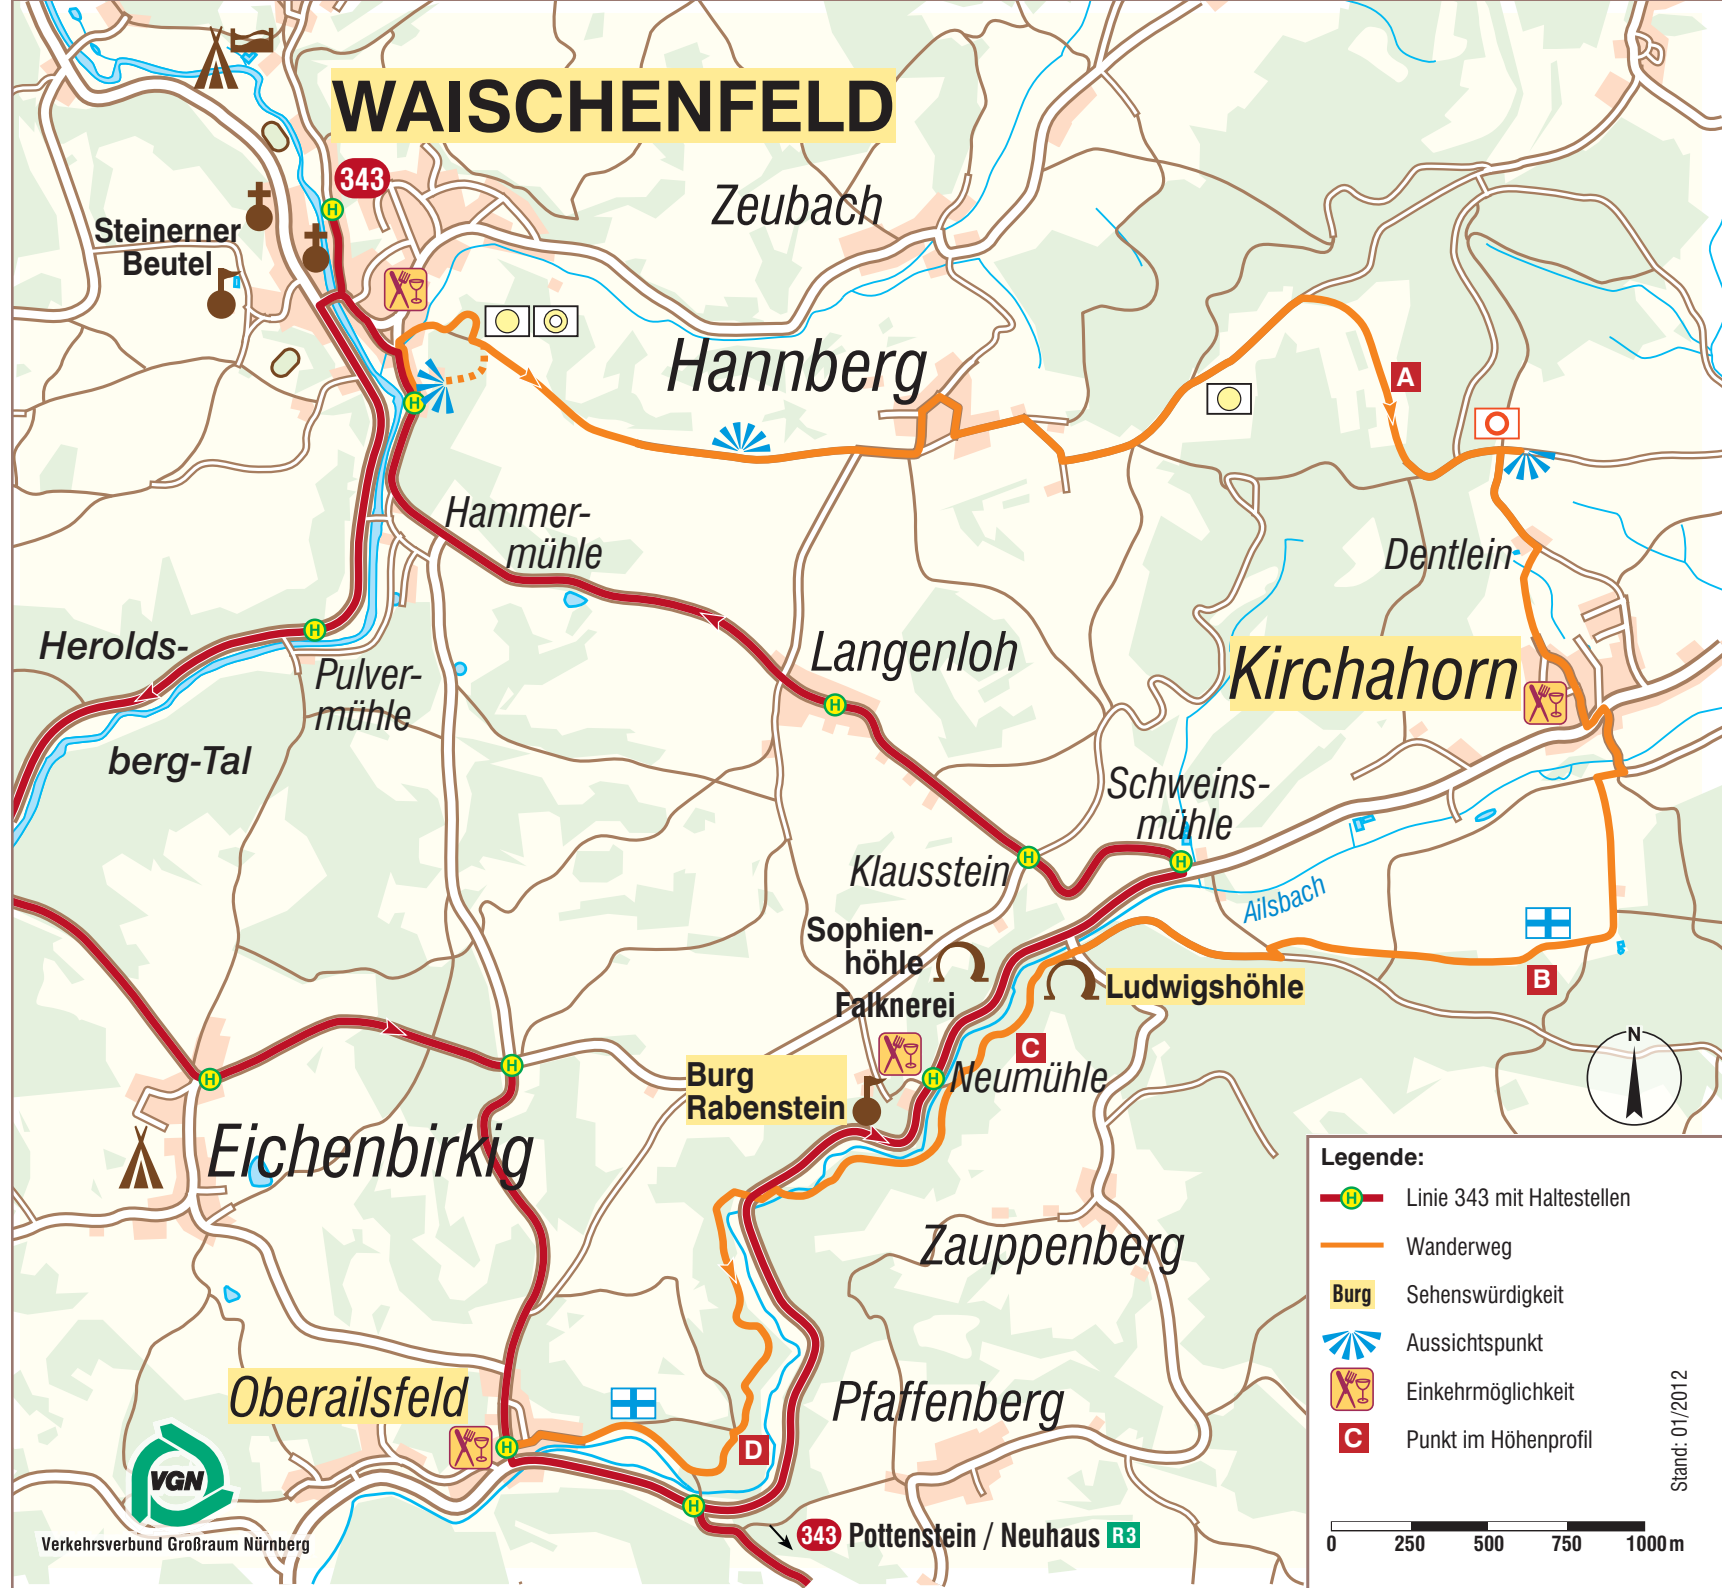 WAISCHENFELD
343
Zeubach
Steinerner
Beutel
H
Hannberg
A
H
Hammer-
mühle
Dentlein
Herolds-
H
Langenloh
Kirchahorn
Pulver-
mühle
H
berg-Tal
Schweins-
mühle
Klausstein
H
H
Ailsbach
Sophien-
höhle
Ludwigshöhle
B
Falknerei
C
N
H
H
Burg
Rabenstein
H
Neumühle
Eichenbirkig
Zauppenberg
Oberailsfeld
Pfaffenberg
H
D
H
VGN
Verkehrsverbund Großraum Nürnberg
343 Pottenstein / Neuhaus R3
Legende:
H Linie 343 mit Haltestellen
Wanderweg
Burg Sehenswürdigkeit
Aussichtspunkt
Einkehrmöglichkeit
C Punkt im Höhenprofil
Stand: 01/2012
0 250 500 750 1000 m